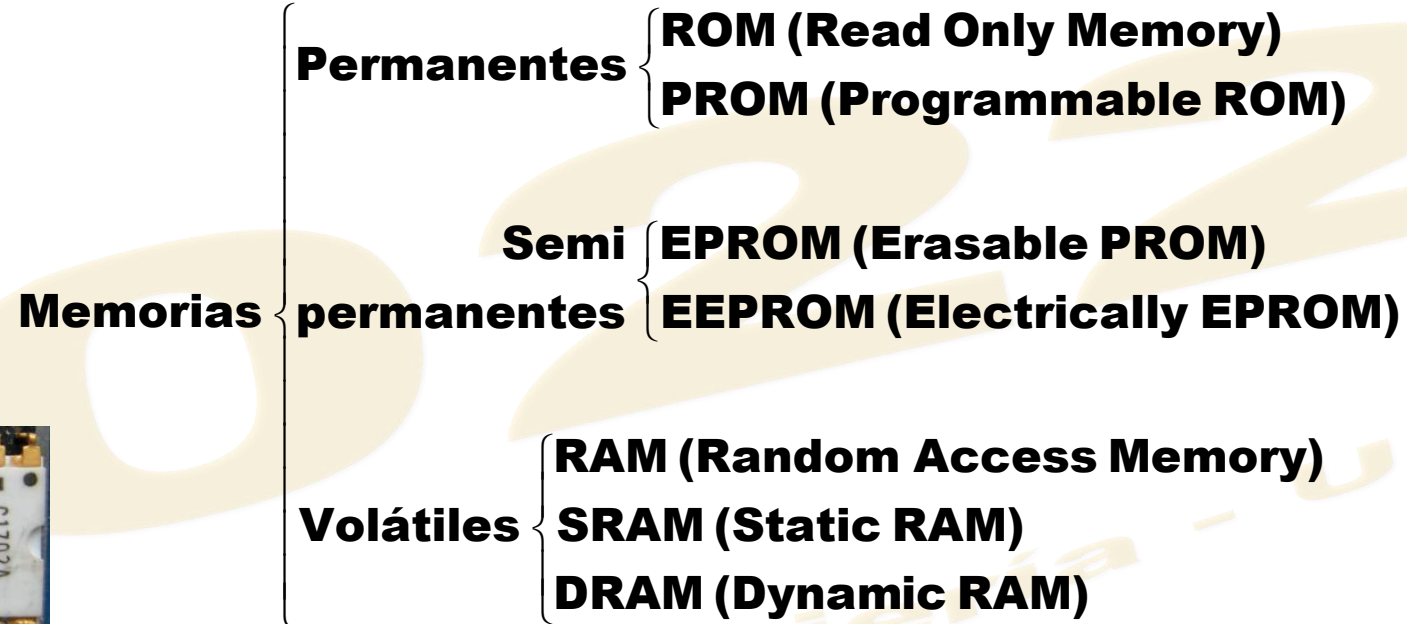 Permanentes
ROM (Read Only Memory)
PROM (Programmable ROM)
Semi
permanentes
EPROM (Erasable PROM)
EEPROM (Electrically EPROM)
Memorias
Volátiles
RAM (Random Access Memory)
SRAM (Static RAM)
DRAM (Dynamic RAM)
022